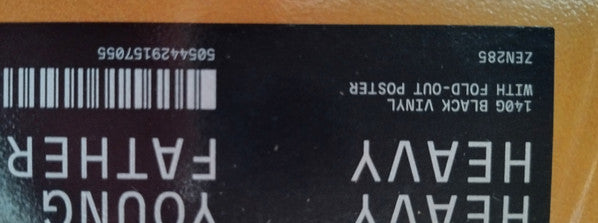 YOUNG
FATHER
HEAVY
HEAVY
140G BLACK VINYL
WITH FOLD-OUT POSTER
5054429157055
ZEN285